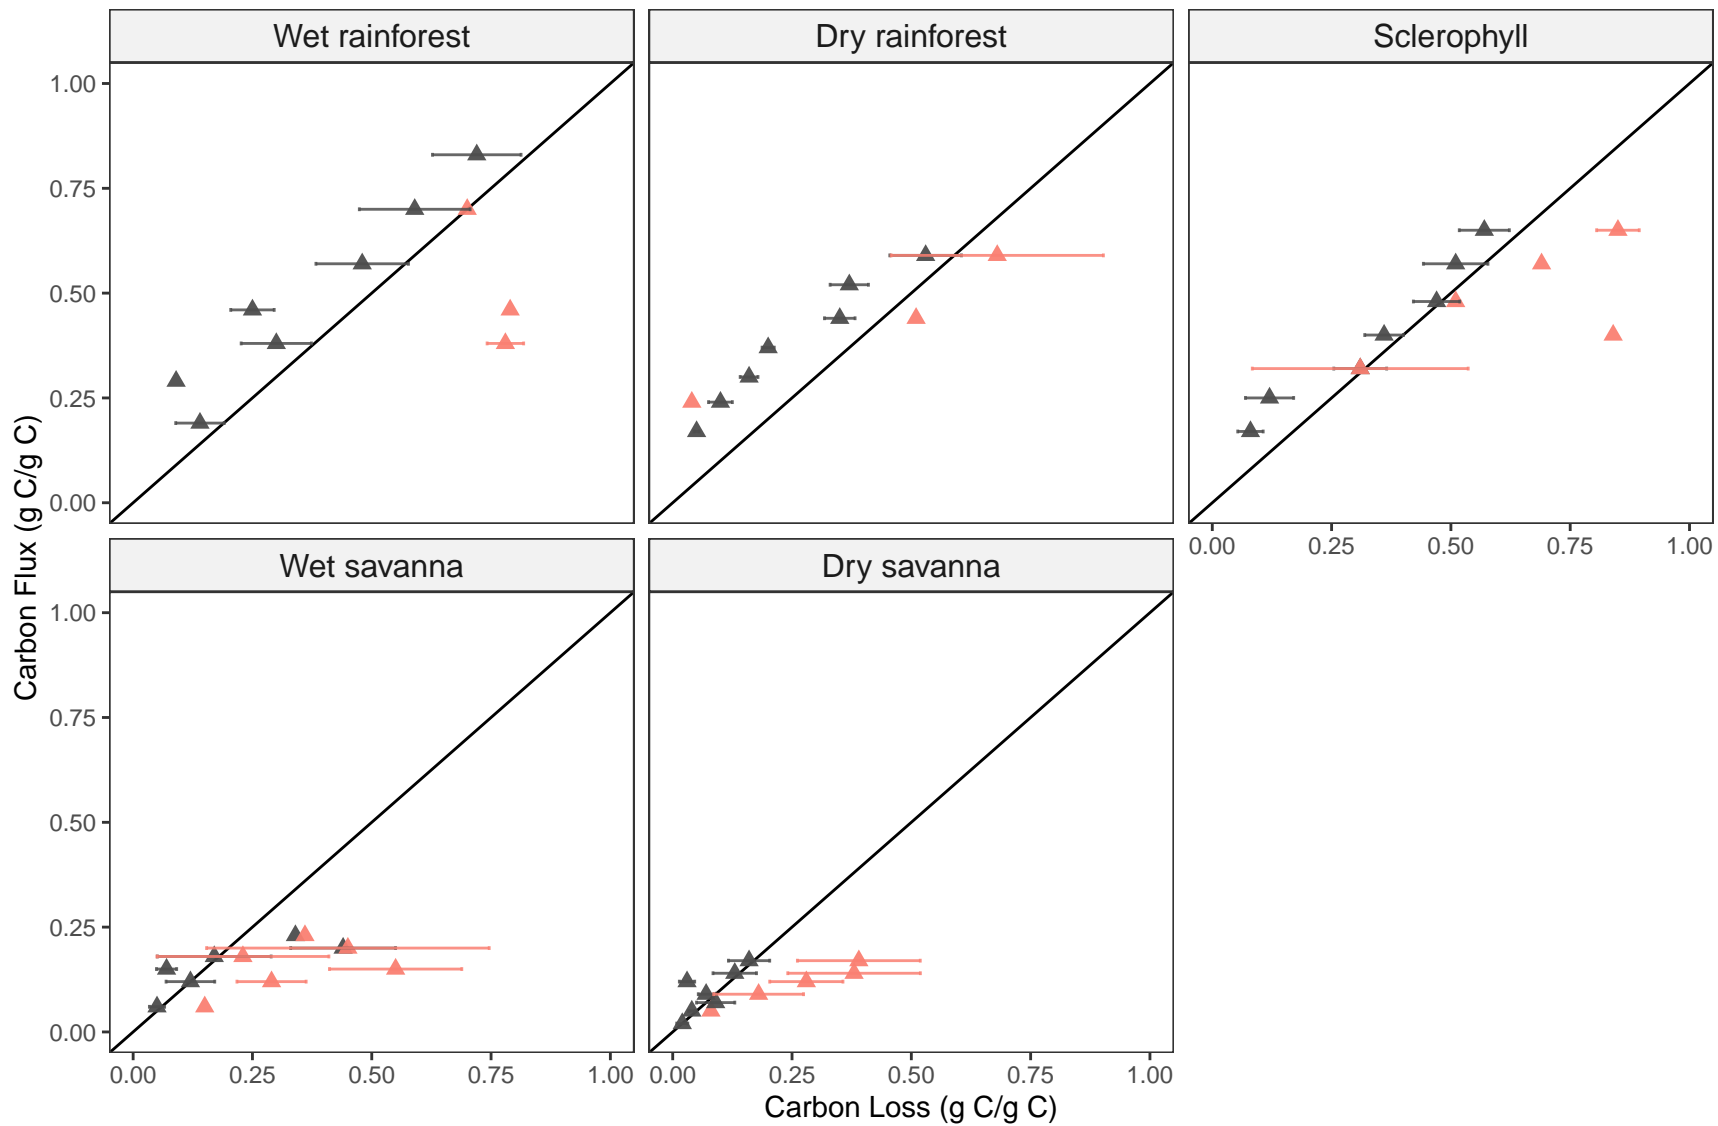 Wet rainforest
Dry rainforest
Sclerophyll
1.00
0.75
0.50
0.25
0.00
0.00 0.25 0.50 0.75 1.00
Carbon Flux (g C/g C)
Wet savanna
Dry savanna
1.00
0.75
0.50
0.25
0.00
0.00 0.25 0.50 0.75 1.00
0.00 0.25 0.50 0.75 1.00
Carbon Loss (g C/g C)